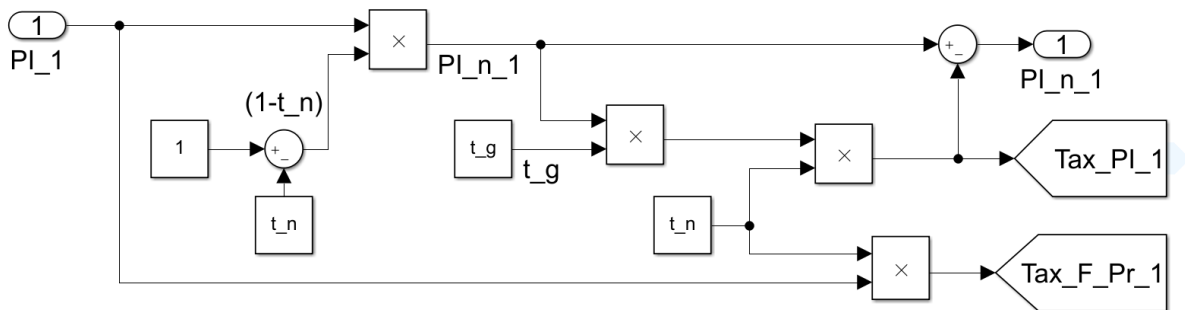 1
PI_1
×
PI_n_1
+
−
1
PI_n_1
(1-t_n)
1
+
−
t_n
t_g
t_g
×
×
Tax_PI_1
t_n
×
Tax_F_Pr_1